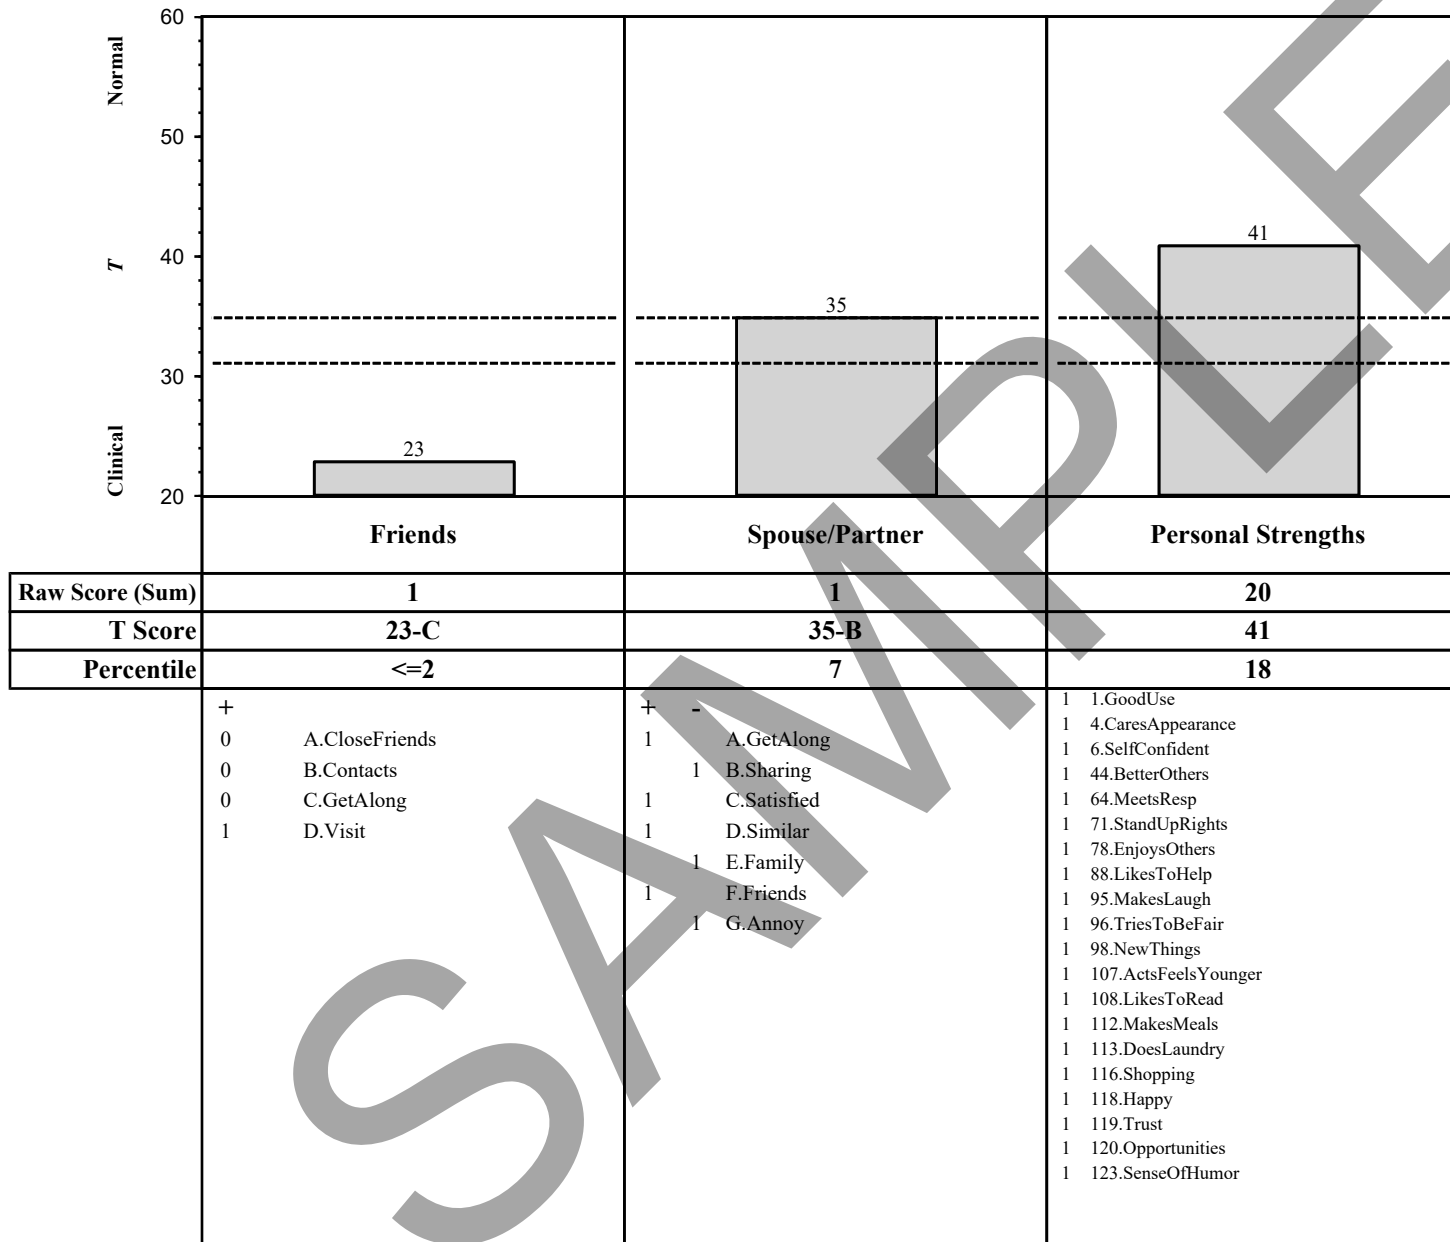 60
Normal
50
T
40
30
Clinical
20
23
35
41
Friends Spouse/Partner Personal Strengths
Raw Score (Sum) 1 1 20
T Score 23-C 35-B 41
Percentile <=2 7 18
+
0 A.CloseFriends
0 B.Contacts
0 C.GetAlong
1 D.Visit
+ -
1 A.GetAlong
1 B.Sharing
1 C.Satisfied
1 D.Similar
1 E.Family
1 F.Friends
1 G.Annoy
1 1.GoodUse
1 4.CaresAppearance
1 6.SelfConfident
1 44.BetterOthers
1 64.MeetsResp
1 71.StandUpRights
1 78.EnjoysOthers
1 88.LikesToHelp
1 95.MakesLaugh
1 96.TriesToBeFair
1 98.NewThings
1 107.ActsFeelsYounger
1 108.LikesToRead
1 112.MakesMeals
1 113.DoesLaundry
1 116.Shopping
1 118.Happy
1 119.Trust
1 120.Opportunities
1 123.SenseOfHumor
SAMPLE